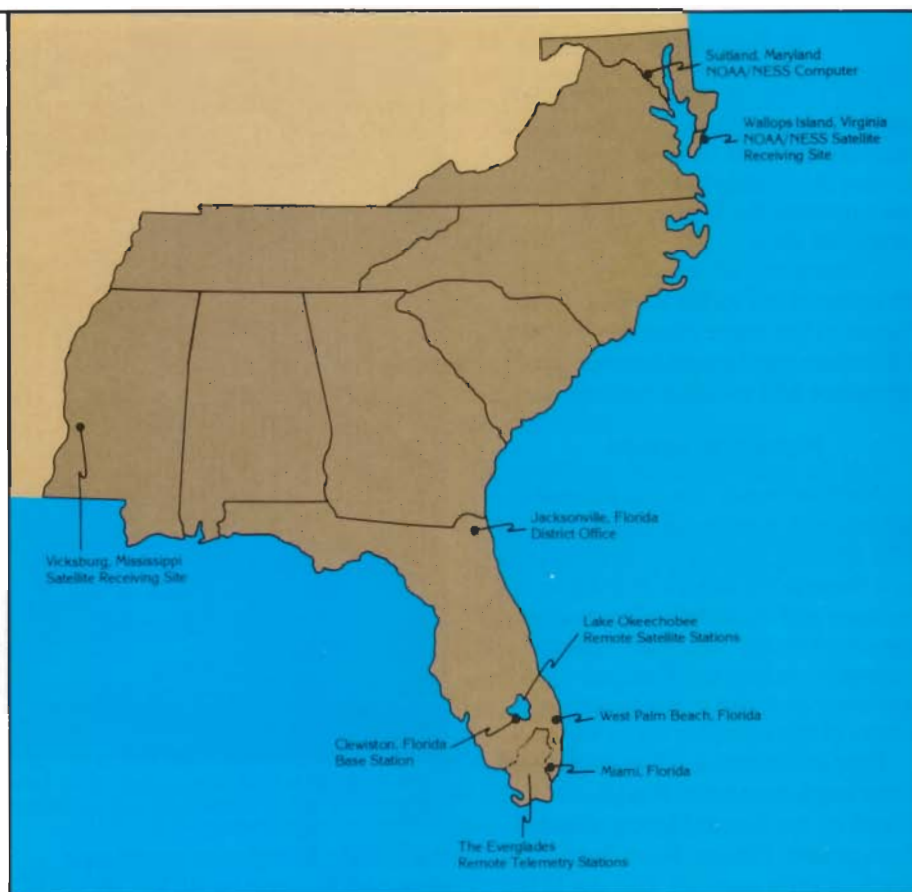 Suitland, Maryland
NOAA/NESS Computer
Wallops Island, Virginia
NOAA/NESS Satellite
Receiving Site
Jacksonville, Florida
District Office
Vicksburg, Mississippi
Satellite Receiving Site
Lake Okeechobee
Remote Satellite Stations
West Palm Beach, Florida
Clewiston, Florida
Base Station
Miami, Florida
The Everglades
Remote Telemetry Stations